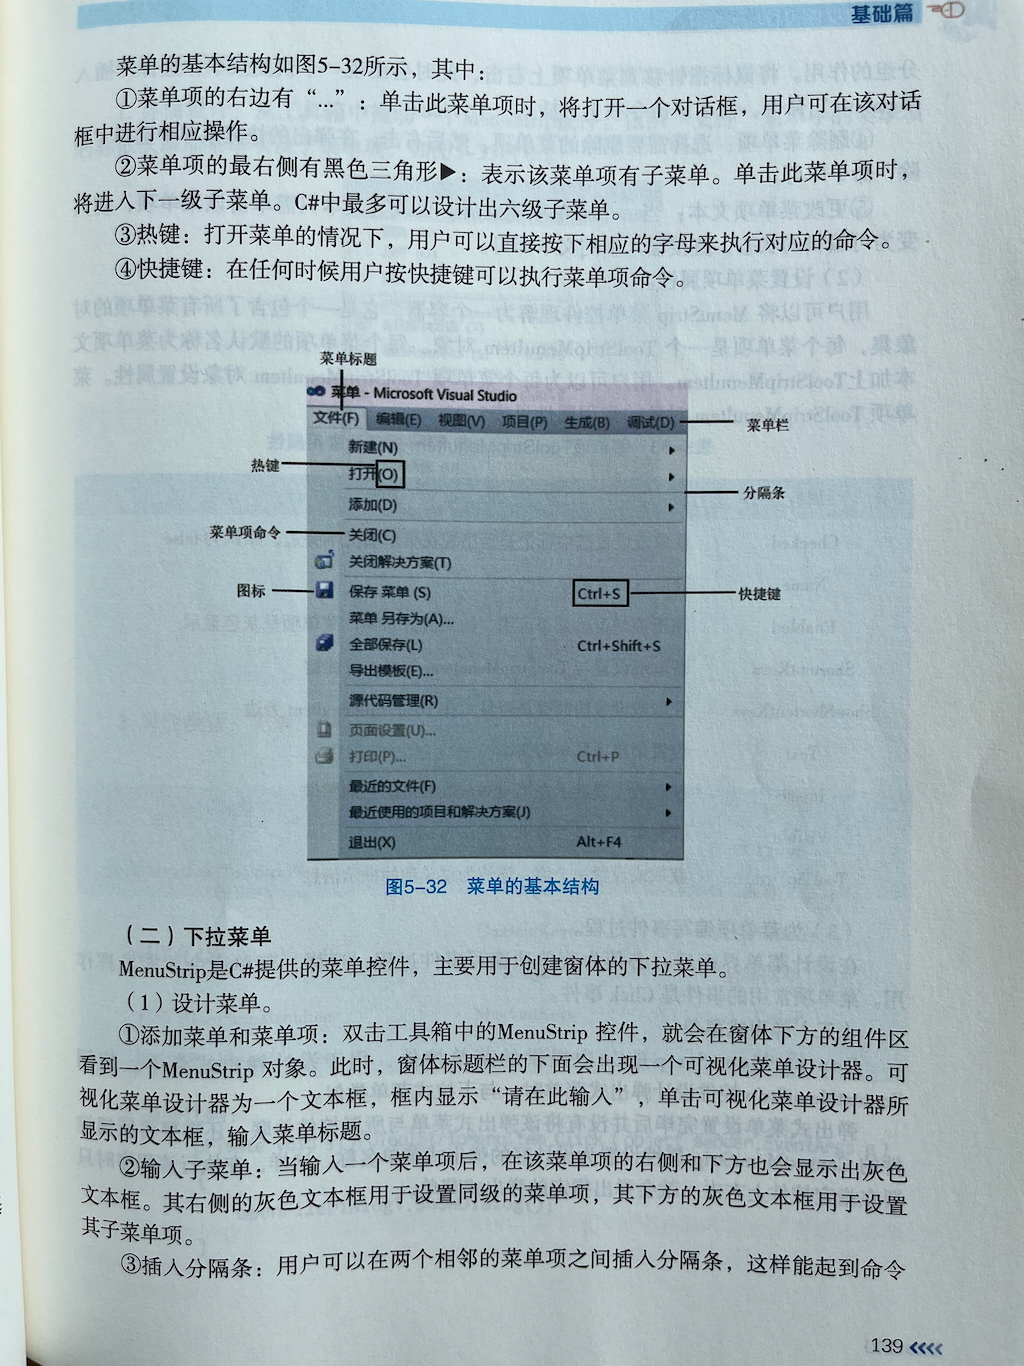 基础篇
菜单的基本结构如图5-32所示，其中：
①菜单项的右边有“...”：单击此菜单项时，将打开一个对话框，用户可在该对话
框中进行相应操作。
②菜单项的最右侧有黑色三角形▶：表示该菜单项有子菜单。单击此菜单项时，
将进入下一级子菜单。C#中最多可以设计出六级子菜单。
③热键：打开菜单的情况下，用户可以直接按下相应的字母来执行对应的命令。
④快捷键：在任何时候用户按快捷键可以执行菜单项命令。
菜单标题
菜单 - Microsoft Visual Studio
文件(F) 编辑(E) 视图(V) 项目(P) 生成(B) 调试(D) 菜单栏
新建(N)
热键 打开(O)
分隔条
添加(D)
菜单项命令 关闭(C)
关闭解决方案(T)
图标 保存 菜单 (S) Ctrl+S 快捷键
菜单 另存为(A)...
全部保存(L) Ctrl+Shift+S
导出模板(E)...
源代码管理(R)
页面设置(U)...
打印(P)... Ctrl+P
最近的文件(F)
最近使用的项目和解决方案(J)
退出(X) Alt+F4
图5-32 菜单的基本结构
（二）下拉菜单
MenuStrip是C#提供的菜单控件，主要用于创建窗体的下拉菜单。
（1）设计菜单。
①添加菜单和菜单项：双击工具箱中的MenuStrip 控件，就会在窗体下方的组件区
看到一个MenuStrip 对象。此时，窗体标题栏的下面会出现一个可视化菜单设计器。可
视化菜单设计器为一个文本框，框内显示“请在此输入”，单击可视化菜单设计器所
显示的文本框，输入菜单标题。
②输入子菜单：当输入一个菜单项后，在该菜单项的右侧和下方也会显示出灰色
文本框。其右侧的灰色文本框用于设置同级的菜单项，其下方的灰色文本框用于设置
其子菜单项。
③插入分隔条：用户可以在两个相邻的菜单项之间插入分隔条，这样能起到命令
139